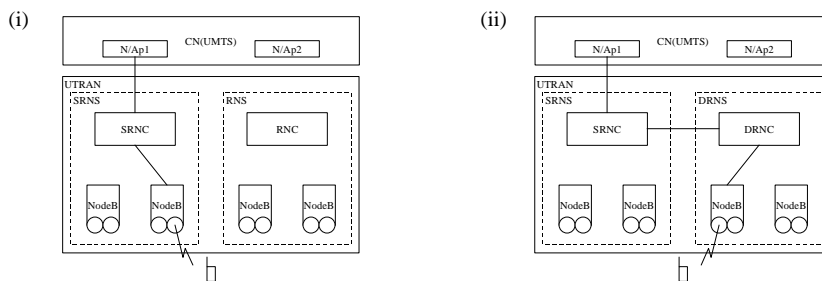 (i)
CN(UMTS)
N/Ap1
N/Ap2
UTRAN
SRNS
RNS
SRNC
RNC
NodeB
NodeB
NodeB
NodeB
(ii)
CN(UMTS)
N/Ap1
N/Ap2
UTRAN
SRNS
DRNS
SRNC
DRNC
NodeB
NodeB
NodeB
NodeB